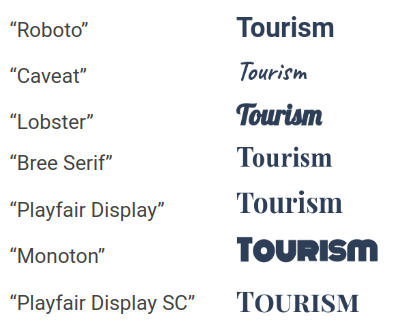 “Roboto” Tourism
“Caveat” Tourism
“Lobster” Tourism
“Bree Serif” Tourism
“Playfair Display” Tourism
“Monoton” Tourism
“Playfair Display SC” Tourism